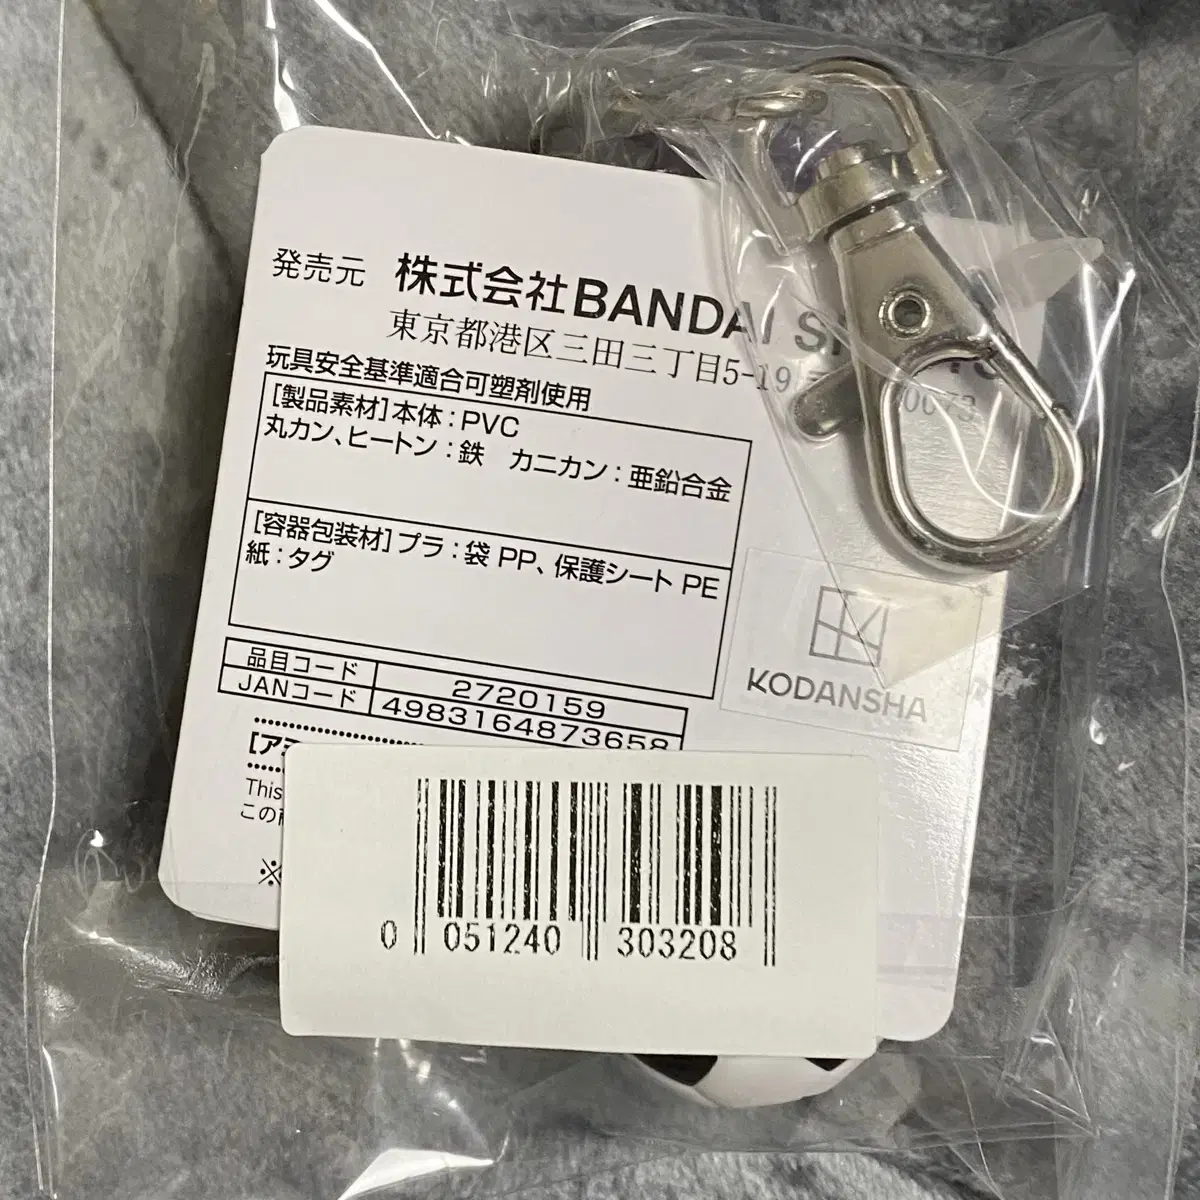 発売元 株式会社BANDAI
東京都港区三田三丁目5-19
玩具安全基準適合可塑剤使用
[製品素材]本体:PVC
丸カン、ヒートン:鉄 カニカン:亜鉛合金
[容器包装材]プラ:袋 PP、保護シート PE
紙:タグ
品目コード 2720159
JANコード 4983164873658
KODANSHA
This
この
※
0 051240 303208